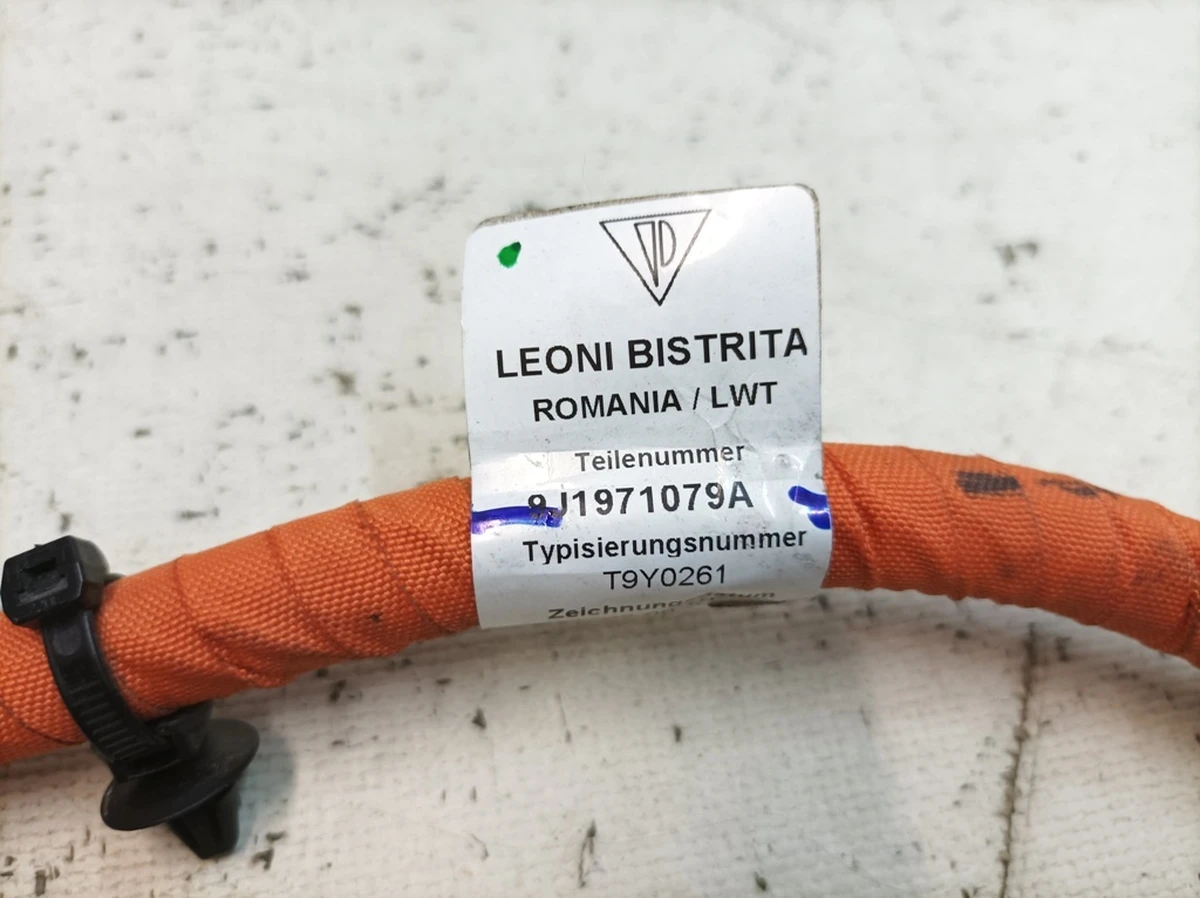 LEONI BISTRITA
ROMANIA / LWT
Teilenummer
9J1971079A
Typisierungsnummer
T9Y0261